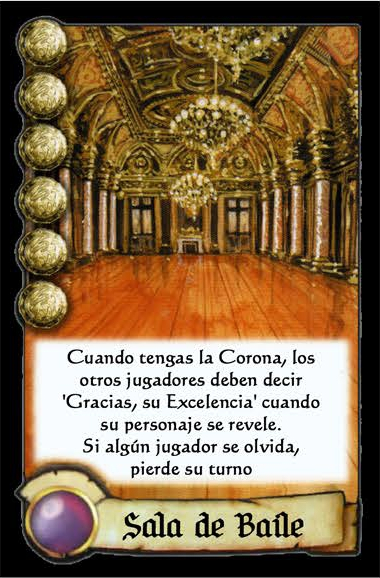 Cuando tengas la Corona, los
otros jugadores deben decir
'Gracias, su Excelencia' cuando
su personaje se revele.
Si algún jugador se olvida,
pierde su turno
Sala de Baile